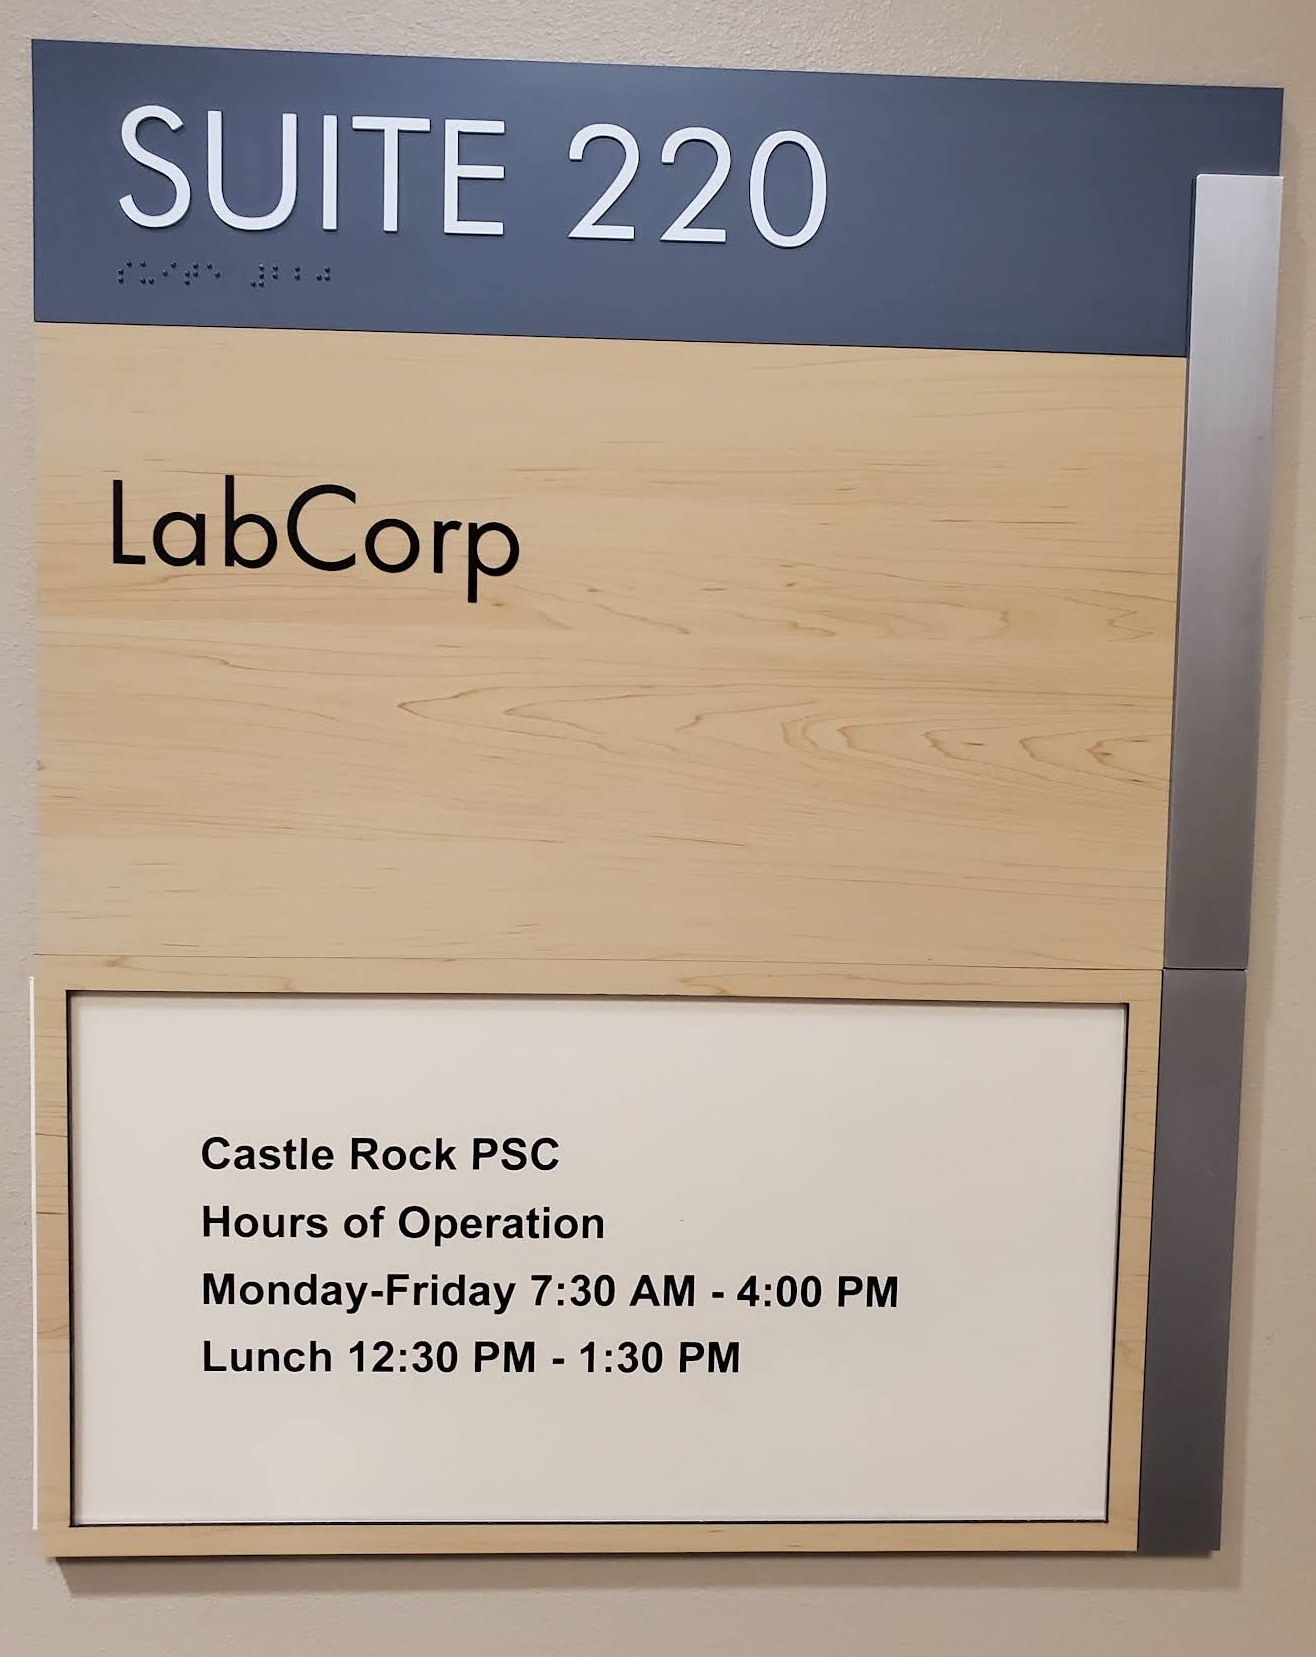 SUITE 220
⠎⠥⠊⠞⠑ ⠼⠃⠃⠚
LabCorp
Castle Rock PSC
Hours of Operation
Monday-Friday 7:30 AM - 4:00 PM
Lunch 12:30 PM - 1:30 PM